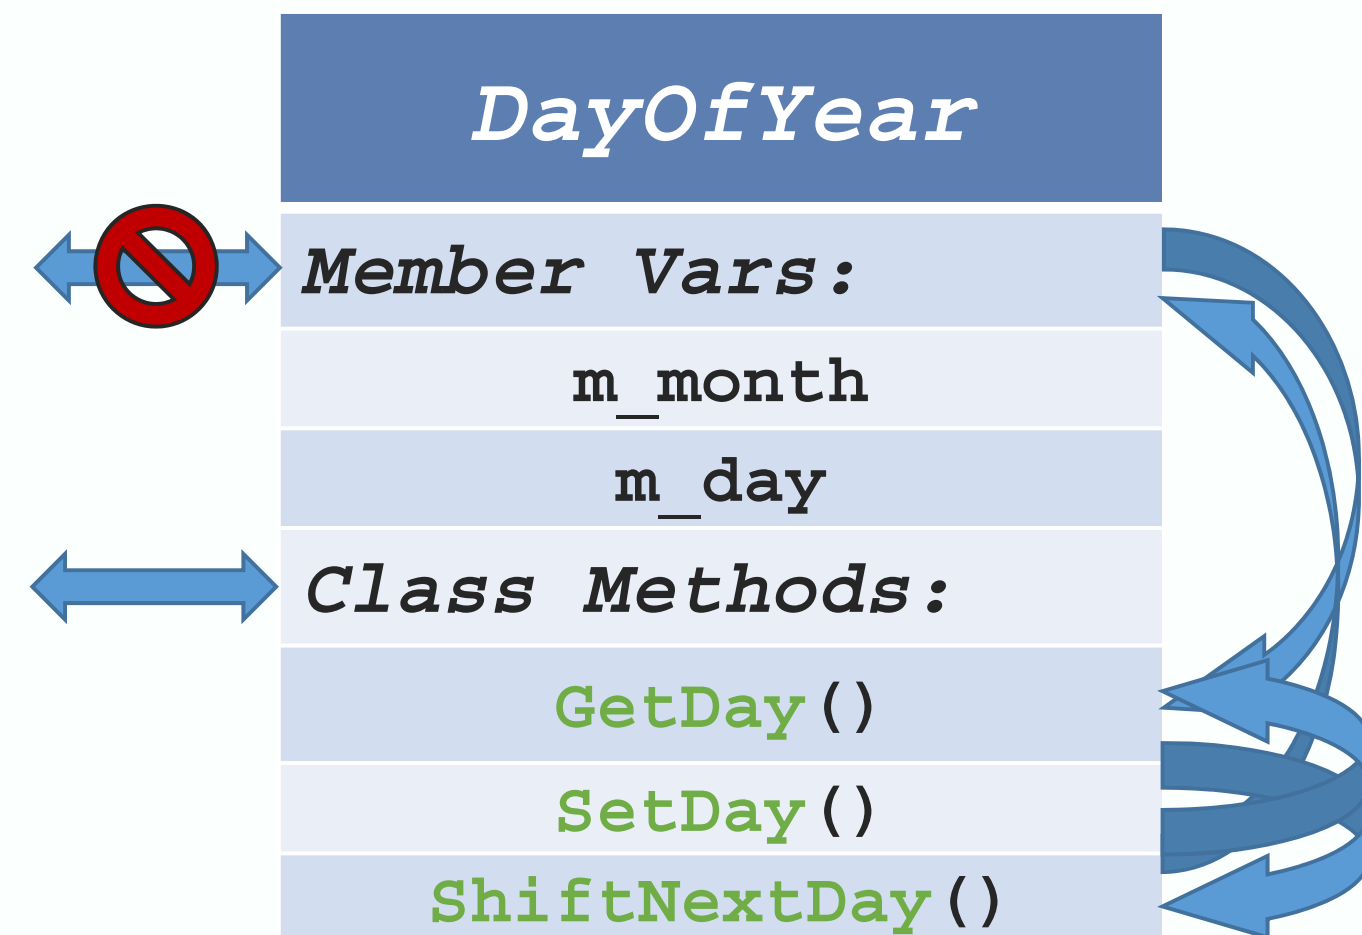 DayOfYear
Member Vars:
m_month
m_day
Class Methods:
GetDay()
SetDay()
ShiftNextDay()